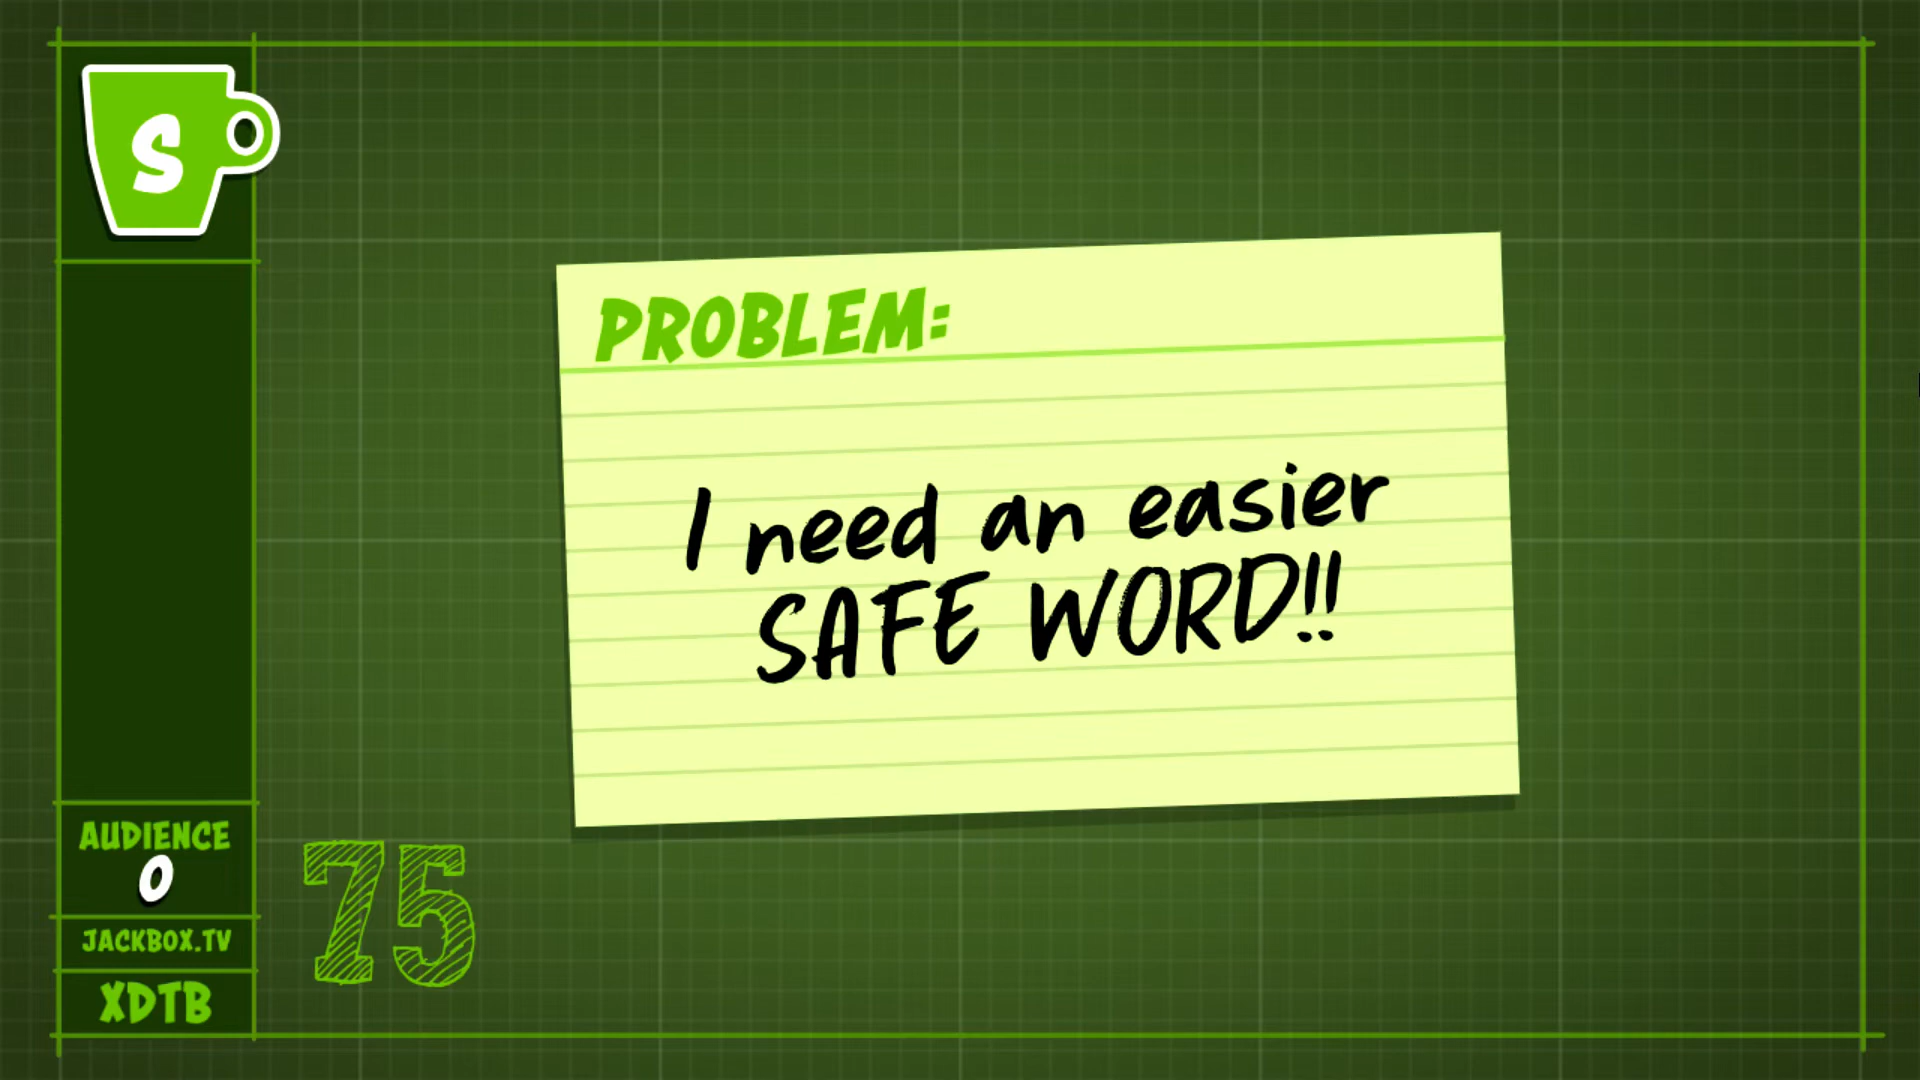 S
PROBLEM:
I need an easier
SAFE WORD!!
AUDIENCE
0
JACKBOX.TV
XDTB
75